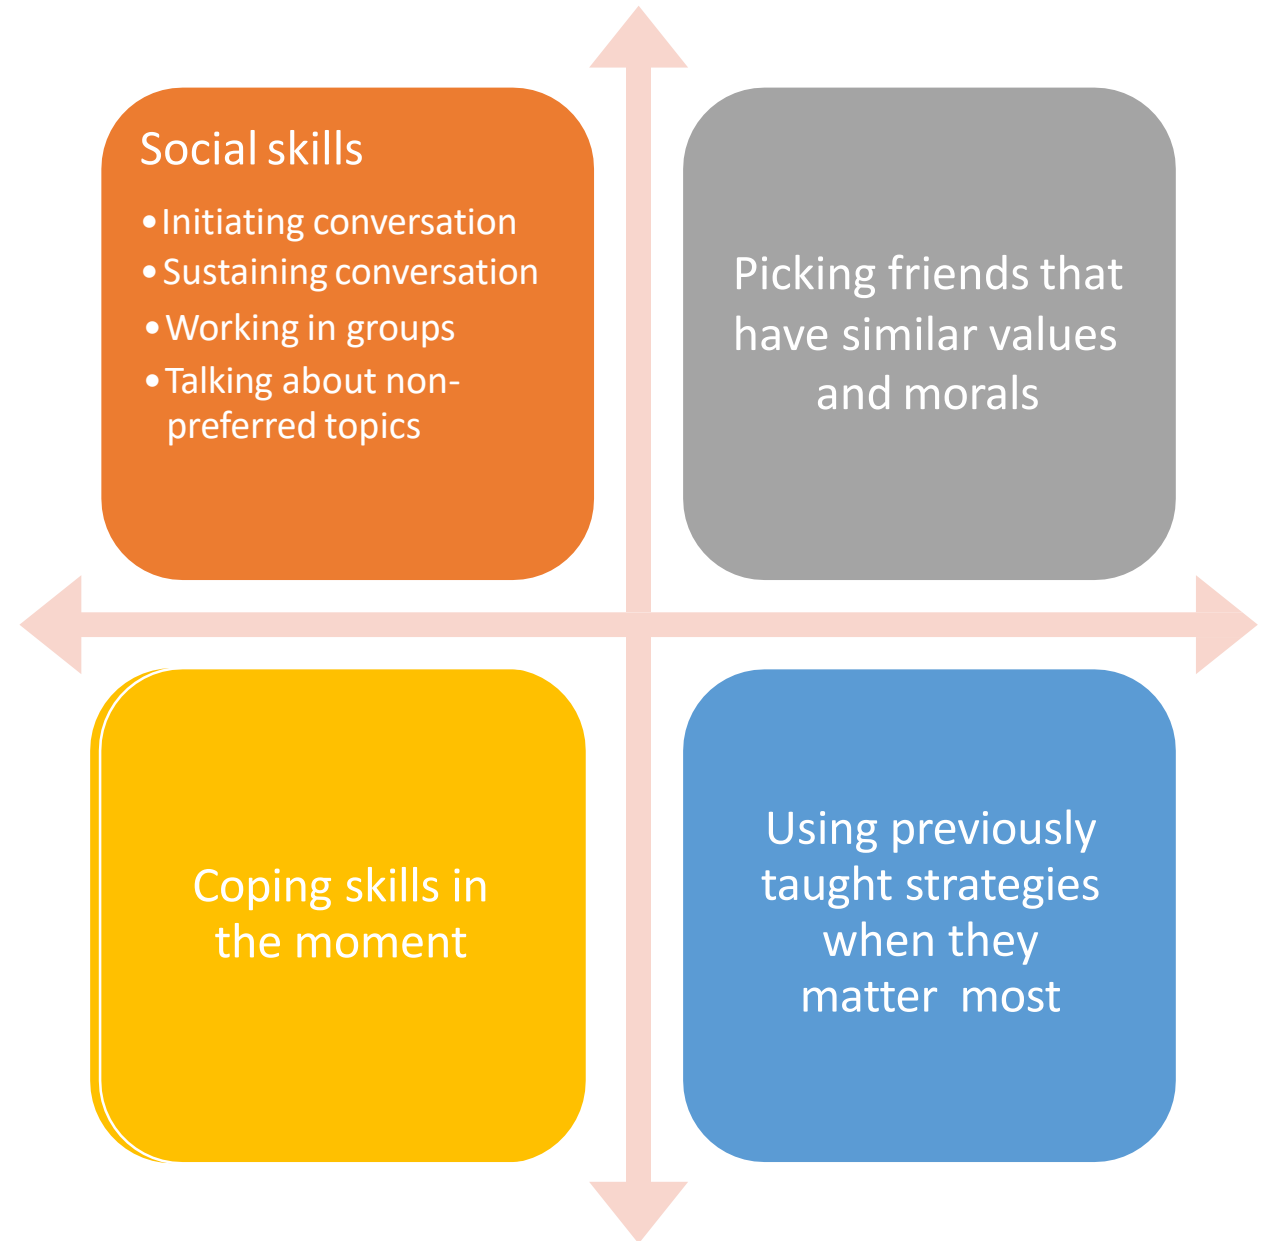 Social skills
•Initiating conversation
•Sustaining conversation
•Working in groups
•Talking about non-
preferred topics
Picking friends that
have similar values
and morals
Coping skills in
the moment
Using previously
taught strategies
when they
matter  most